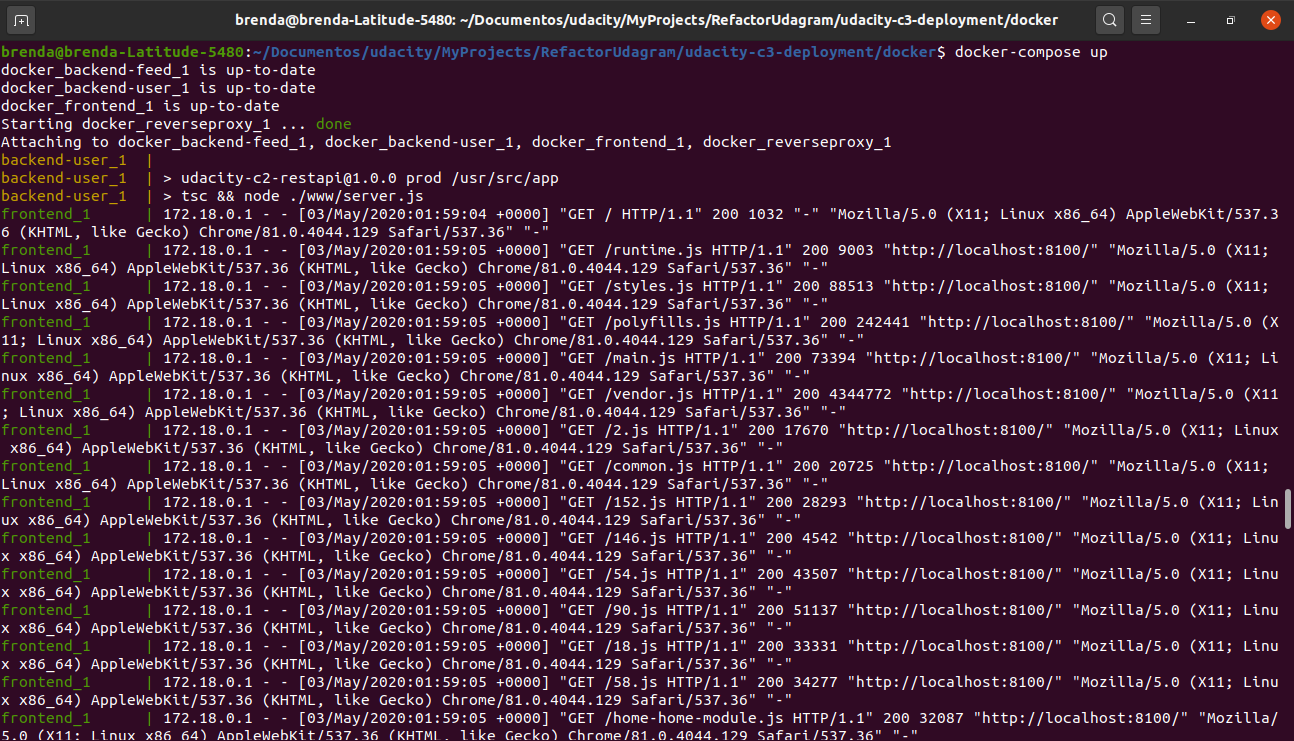 brenda@brenda-Latitude-5480: ~/Documentos/udacity/MyProjects/RefactorUdagram/udacity-c3-deployment/docker
brenda@brenda-Latitude-5480:~/Documentos/udacity/MyProjects/RefactorUdagram/udacity-c3-deployment/docker$ docker-compose up
docker_backend-feed_1 is up-to-date
docker_backend-user_1 is up-to-date
docker_frontend_1 is up-to-date
Starting docker_reverseproxy_1 ... done
Attaching to docker_backend-feed_1, docker_backend-user_1, docker_frontend_1, docker_reverseproxy_1
backend-user_1  |
backend-user_1  | > udacity-c2-restapi@1.0.0 prod /usr/src/app
backend-user_1  | > tsc && node ./www/server.js
frontend_1      | 172.18.0.1 - - [03/May/2020:01:59:04 +0000] "GET / HTTP/1.1" 200 1032 "-" "Mozilla/5.0 (X11; Linux x86_64) AppleWebKit/537.3
6 (KHTML, like Gecko) Chrome/81.0.4044.129 Safari/537.36" "-"
frontend_1      | 172.18.0.1 - - [03/May/2020:01:59:05 +0000] "GET /runtime.js HTTP/1.1" 200 9003 "http://localhost:8100/" "Mozilla/5.0 (X11;
Linux x86_64) AppleWebKit/537.36 (KHTML, like Gecko) Chrome/81.0.4044.129 Safari/537.36" "-"
frontend_1      | 172.18.0.1 - - [03/May/2020:01:59:05 +0000] "GET /styles.js HTTP/1.1" 200 88513 "http://localhost:8100/" "Mozilla/5.0 (X11;
Linux x86_64) AppleWebKit/537.36 (KHTML, like Gecko) Chrome/81.0.4044.129 Safari/537.36" "-"
frontend_1      | 172.18.0.1 - - [03/May/2020:01:59:05 +0000] "GET /polyfills.js HTTP/1.1" 200 242441 "http://localhost:8100/" "Mozilla/5.0 (X
11; Linux x86_64) AppleWebKit/537.36 (KHTML, like Gecko) Chrome/81.0.4044.129 Safari/537.36" "-"
frontend_1      | 172.18.0.1 - - [03/May/2020:01:59:05 +0000] "GET /main.js HTTP/1.1" 200 73394 "http://localhost:8100/" "Mozilla/5.0 (X11; Li
nux x86_64) AppleWebKit/537.36 (KHTML, like Gecko) Chrome/81.0.4044.129 Safari/537.36" "-"
frontend_1      | 172.18.0.1 - - [03/May/2020:01:59:05 +0000] "GET /vendor.js HTTP/1.1" 200 4344772 "http://localhost:8100/" "Mozilla/5.0 (X11
; Linux x86_64) AppleWebKit/537.36 (KHTML, like Gecko) Chrome/81.0.4044.129 Safari/537.36" "-"
frontend_1      | 172.18.0.1 - - [03/May/2020:01:59:05 +0000] "GET /2.js HTTP/1.1" 200 17670 "http://localhost:8100/" "Mozilla/5.0 (X11; Linux
 x86_64) AppleWebKit/537.36 (KHTML, like Gecko) Chrome/81.0.4044.129 Safari/537.36" "-"
frontend_1      | 172.18.0.1 - - [03/May/2020:01:59:05 +0000] "GET /common.js HTTP/1.1" 200 20725 "http://localhost:8100/" "Mozilla/5.0 (X11;
Linux x86_64) AppleWebKit/537.36 (KHTML, like Gecko) Chrome/81.0.4044.129 Safari/537.36" "-"
frontend_1      | 172.18.0.1 - - [03/May/2020:01:59:05 +0000] "GET /152.js HTTP/1.1" 200 28293 "http://localhost:8100/" "Mozilla/5.0 (X11; Lin
ux x86_64) AppleWebKit/537.36 (KHTML, like Gecko) Chrome/81.0.4044.129 Safari/537.36" "-"
frontend_1      | 172.18.0.1 - - [03/May/2020:01:59:05 +0000] "GET /146.js HTTP/1.1" 200 4542 "http://localhost:8100/" "Mozilla/5.0 (X11; Linu
x x86_64) AppleWebKit/537.36 (KHTML, like Gecko) Chrome/81.0.4044.129 Safari/537.36" "-"
frontend_1      | 172.18.0.1 - - [03/May/2020:01:59:05 +0000] "GET /54.js HTTP/1.1" 200 43507 "http://localhost:8100/" "Mozilla/5.0 (X11; Linu
x x86_64) AppleWebKit/537.36 (KHTML, like Gecko) Chrome/81.0.4044.129 Safari/537.36" "-"
frontend_1      | 172.18.0.1 - - [03/May/2020:01:59:05 +0000] "GET /90.js HTTP/1.1" 200 51137 "http://localhost:8100/" "Mozilla/5.0 (X11; Linu
x x86_64) AppleWebKit/537.36 (KHTML, like Gecko) Chrome/81.0.4044.129 Safari/537.36" "-"
frontend_1      | 172.18.0.1 - - [03/May/2020:01:59:05 +0000] "GET /18.js HTTP/1.1" 200 33331 "http://localhost:8100/" "Mozilla/5.0 (X11; Linu
x x86_64) AppleWebKit/537.36 (KHTML, like Gecko) Chrome/81.0.4044.129 Safari/537.36" "-"
frontend_1      | 172.18.0.1 - - [03/May/2020:01:59:05 +0000] "GET /58.js HTTP/1.1" 200 34277 "http://localhost:8100/" "Mozilla/5.0 (X11; Linu
x x86_64) AppleWebKit/537.36 (KHTML, like Gecko) Chrome/81.0.4044.129 Safari/537.36" "-"
frontend_1      | 172.18.0.1 - - [03/May/2020:01:59:05 +0000] "GET /home-home-module.js HTTP/1.1" 200 32087 "http://localhost:8100/" "Mozilla/
5.0 (X11; Linux x86_64) AppleWebKit/537.36 (KHTML, like Gecko) Chrome/81.0.4044.129 Safari/537.36" "-"